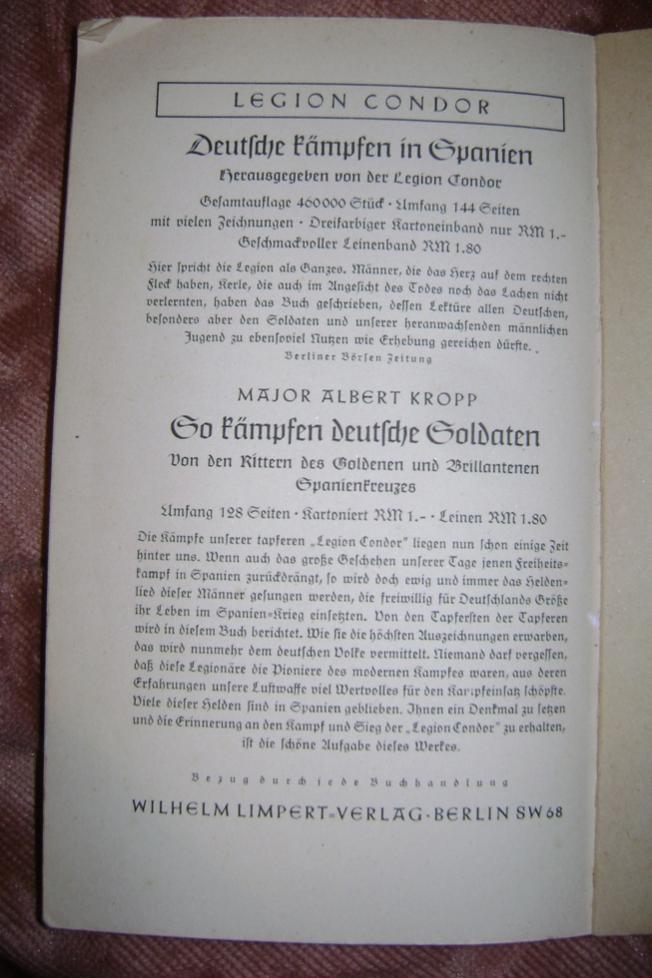 LEGION CONDOR
Deutsche kämpfen in Spanien
Herausgegeben von der Legion Condor
Gesamtauflage 460000 Stück · Umfang 144 Seiten
mit vielen Zeichnungen · Dreifarbiger Kartoneinband nur RM 1.-
Geschmackvoller Leinenband RM 1.80
Hier spricht die Legion als Ganzes. Männer, die das Herz auf dem rechten
Fleck haben, Kerle, die auch im Angesicht des Todes noch das Lachen nicht
verlernten, haben das Buch geschrieben, dessen Lektüre allen Deutschen,
besonders aber den Soldaten und unserer heranwachsenden männlichen
Jugend zu ebensoviel Nutzen wie Erhebung gereichen dürfte.
Berliner Börsen Zeitung
MAJOR ALBERT KROPP
So kämpfen deutsche Soldaten
Von den Rittern des Goldenen und Brillantenen
Spanienkreuzes
Umfang 128 Seiten · Kartoniert RM 1.- · Leinen RM 1.80
Die Kämpfe unserer tapferen „Legion Condor" liegen nun schon einige Zeit
hinter uns. Wenn auch das große Geschehen unserer Tage jenen Freiheits-
kampf in Spanien zurückdrängt, so wird doch ewig und immer das Helden-
lied dieser Männer gesungen werden, die freiwillig für Deutschlands Größe
ihr Leben im Spanien-Krieg einsetzten. Von den Tapfersten der Tapferen
wird in diesem Buch berichtet. Wie sie die höchsten Auszeichnungen erwarben,
das wird nunmehr dem deutschen Volke vermittelt. Niemand darf vergessen,
daß diese Legionäre die Pioniere des modernen Kampfes waren, aus deren
Erfahrungen unsere Luftwaffe viel Wertvolles für den Kampfeinsatz schöpfte.
Viele dieser Helden sind in Spanien geblieben. Ihnen ein Denkmal zu setzen
und die Erinnerung an den Kampf und Sieg der „Legion Condor" zu erhalten,
ist die schöne Aufgabe dieses Werkes.
Bezug durch jede Buchhandlung
WILHELM LIMPERT-VERLAG · BERLIN SW 68